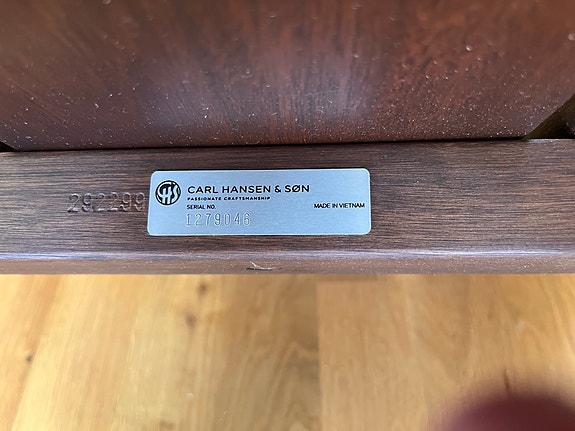 292299
CARL HANSEN & SØN
PASSIONATE CRAFTSMANSHIP
SERIAL NO. MADE IN VIETNAM
1279046